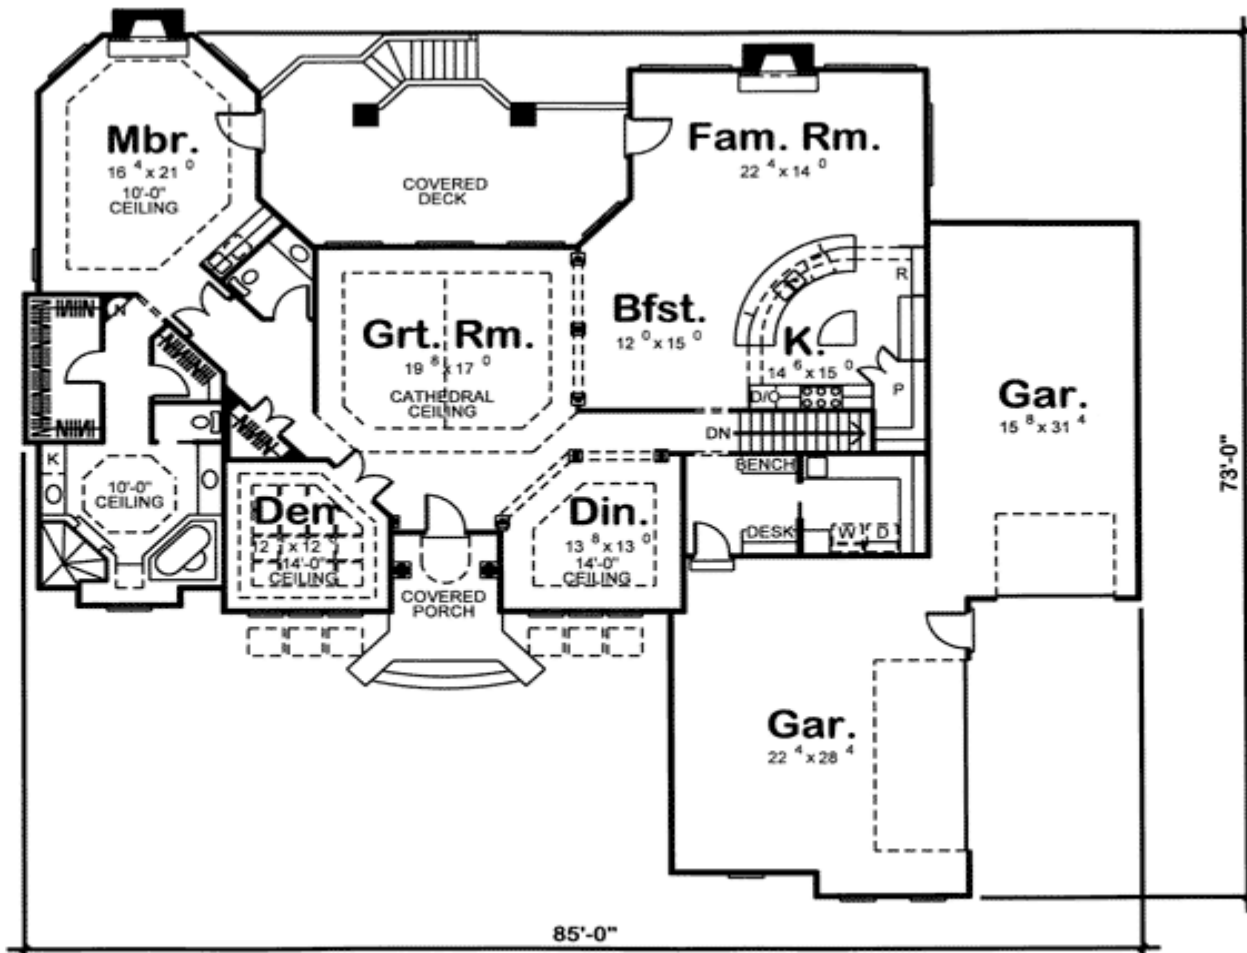 Mbr.
16 4 x 21 0
10'-0"
CEILING
COVERED
DECK
Fam. Rm.
22 4 x 14 0
Grt. Rm.
19 8 x 17 0
CATHEDRAL
CEILING
Bfst.
12 0 x 15 0
K.
14 6 x 15 0
R
P
D/O
DN
Gar.
15 8 x 31 4
73'-0"
K
10'-0"
CEILING
Den
14'-0"
CEILING
COVERED
PORCH
Din.
13 8 x 13 0
14'-0"
CEILING
BENCH
DESK
W
D
Gar.
22 4 x 28 4
85'-0"